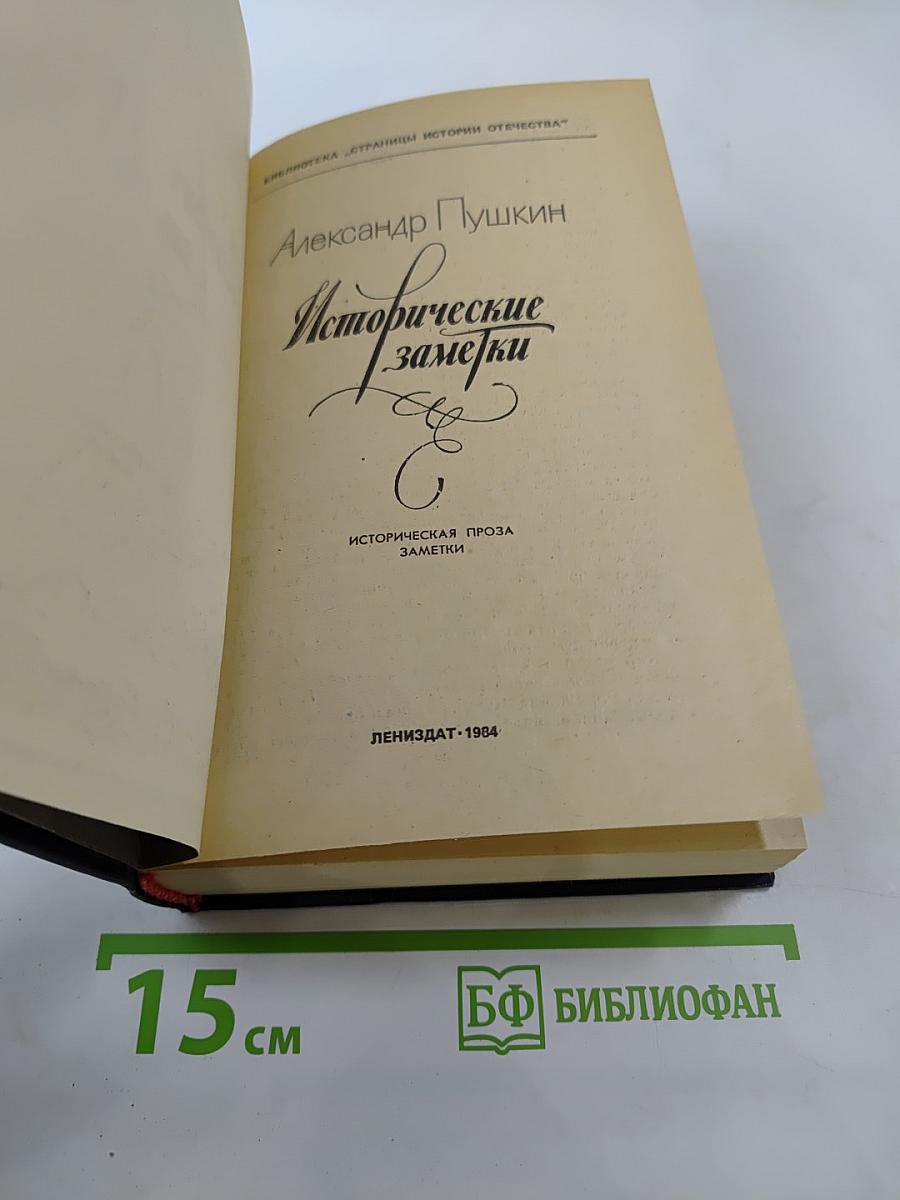 БИБЛИОТЕКА „СТРАНИЦЫ ИСТОРИИ ОТЕЧЕСТВА"
Александр Пушкин
Исторические
заметки
ИСТОРИЧЕСКАЯ ПРОЗА
ЗАМЕТКИ
ЛЕНИЗДАТ·1984
15 см
БФ БИБЛИОФАН